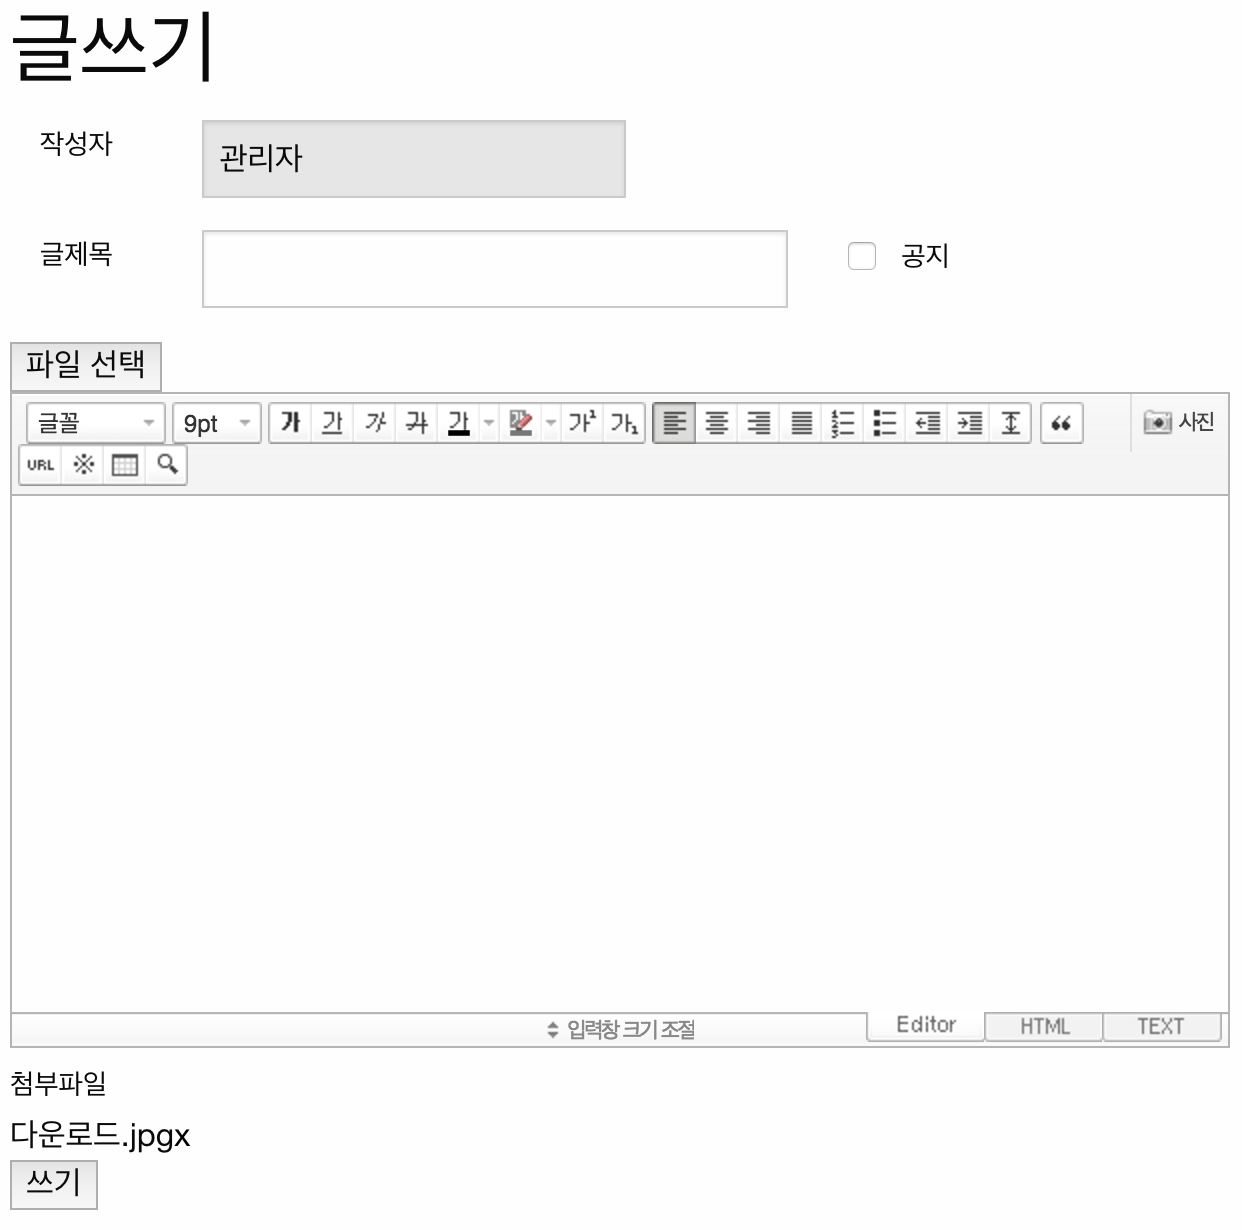 글쓰기
작성자 관리자
글제목 공지
파일 선택
글꼴 9pt 가 가 가 가 가 가¹ 가₁ 사진
URL ※
입력창 크기 조절 Editor HTML TEXT
첨부파일
다운로드.jpgx
쓰기